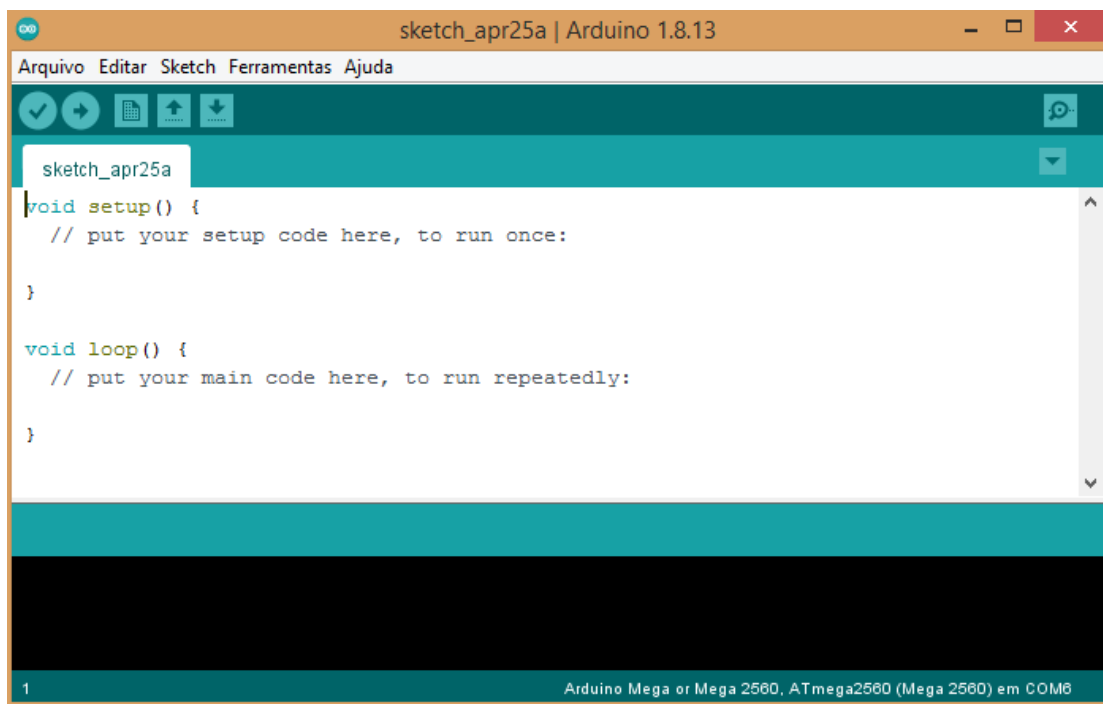 sketch_apr25a | Arduino 1.8.13
Arquivo Editar Sketch Ferramentas Ajuda
sketch_apr25a
void setup() {
  // put your setup code here, to run once:
}
void loop() {
  // put your main code here, to run repeatedly:
}
1 Arduino Mega or Mega 2560, ATmega2560 (Mega 2560) em COM6